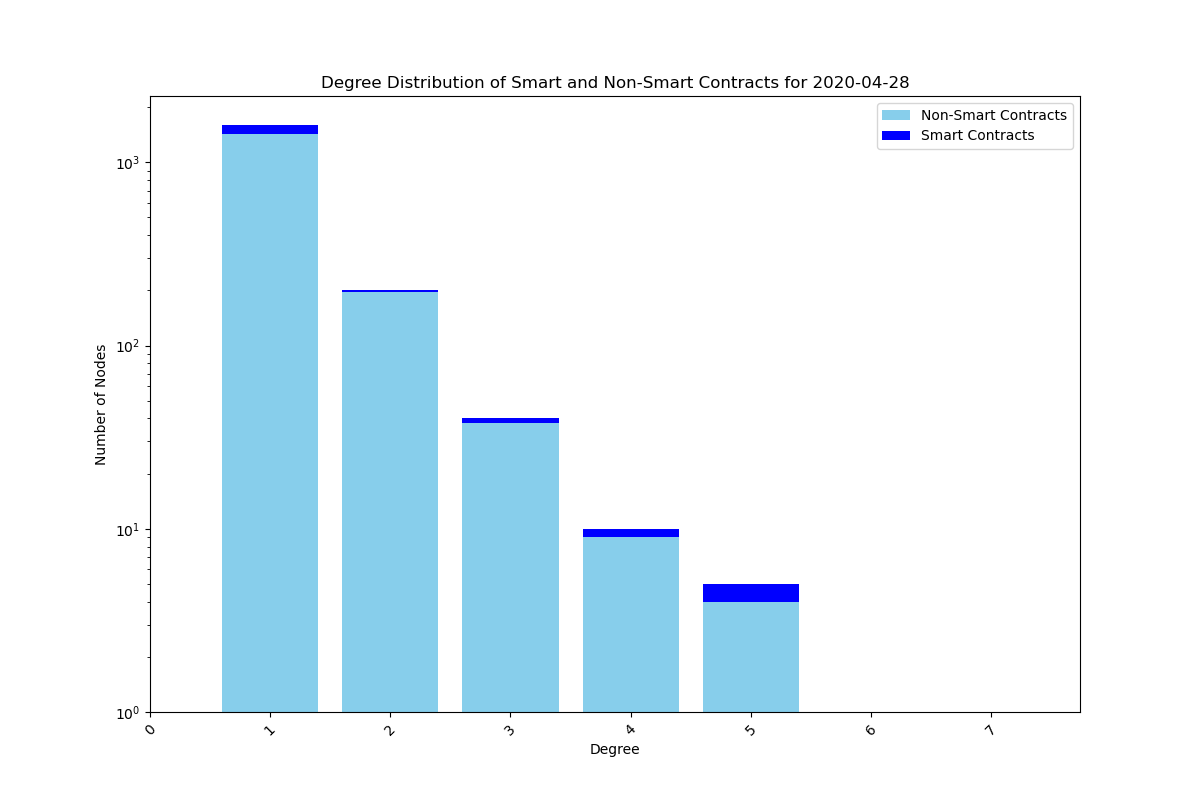 Degree Distribution of Smart and Non-Smart Contracts for 2020-04-28
Non-Smart Contracts
Smart Contracts
Number of Nodes
10³
10²
10¹
10⁰
0 1 2 3 4 5 6 7
Degree